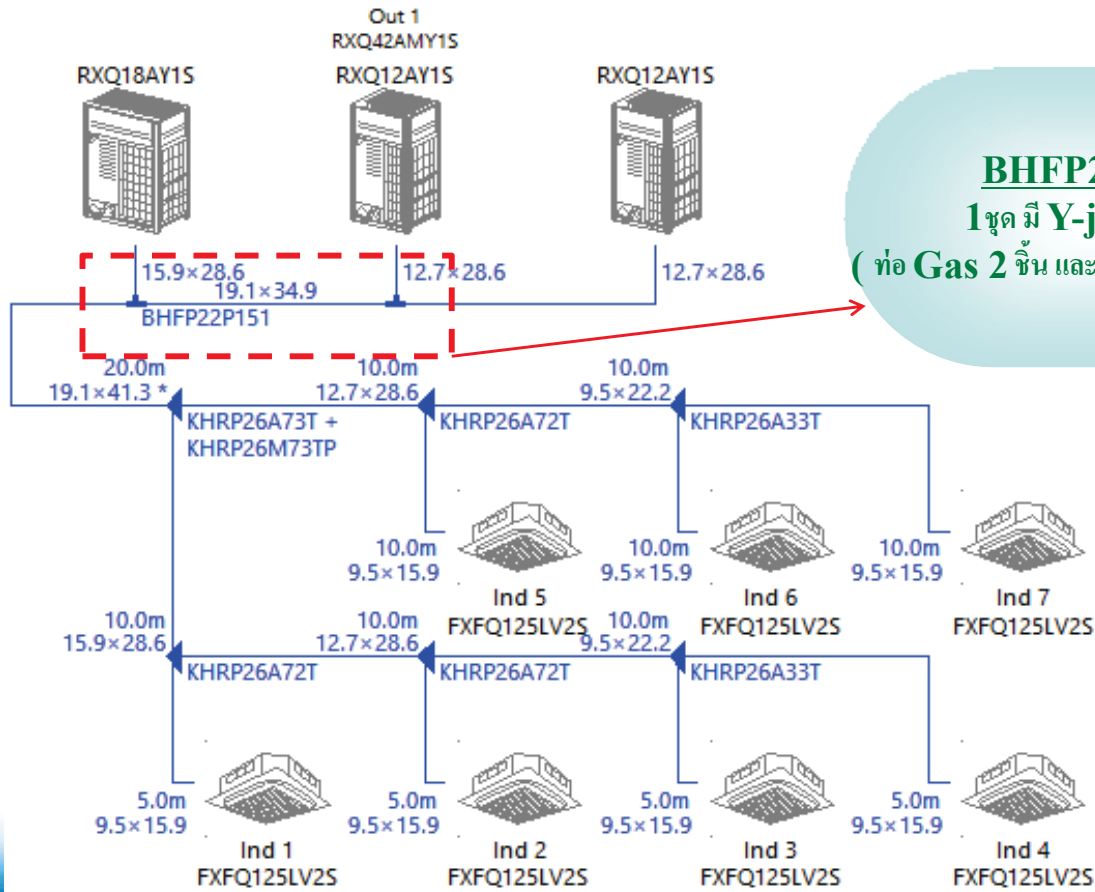 Out 1
RXQ42AMY1S
RXQ18AY1S
RXQ12AY1S
RXQ12AY1S
15.9×28.6
12.7×28.6
12.7×28.6
19.1×34.9
BHFP22P151
1ชุด มี Y-j
( ท่อ Gas 2 ชิ้น และ
20.0m
10.0m
10.0m
19.1×41.3 *
12.7×28.6
9.5×22.2
KHRP26A73T +
KHRP26M73TP
KHRP26A72T
KHRP26A33T
10.0m
10.0m
10.0m
9.5×15.9
9.5×15.9
9.5×15.9
Ind 5
Ind 6
Ind 7
FXFQ125LV2S
FXFQ125LV2S
FXFQ125LV2S
10.0m
10.0m
10.0m
15.9×28.6
12.7×28.6
9.5×22.2
KHRP26A72T
KHRP26A72T
KHRP26A33T
5.0m
5.0m
5.0m
5.0m
9.5×15.9
9.5×15.9
9.5×15.9
9.5×15.9
Ind 1
Ind 2
Ind 3
Ind 4
FXFQ125LV2S
FXFQ125LV2S
FXFQ125LV2S
FXFQ125LV2S